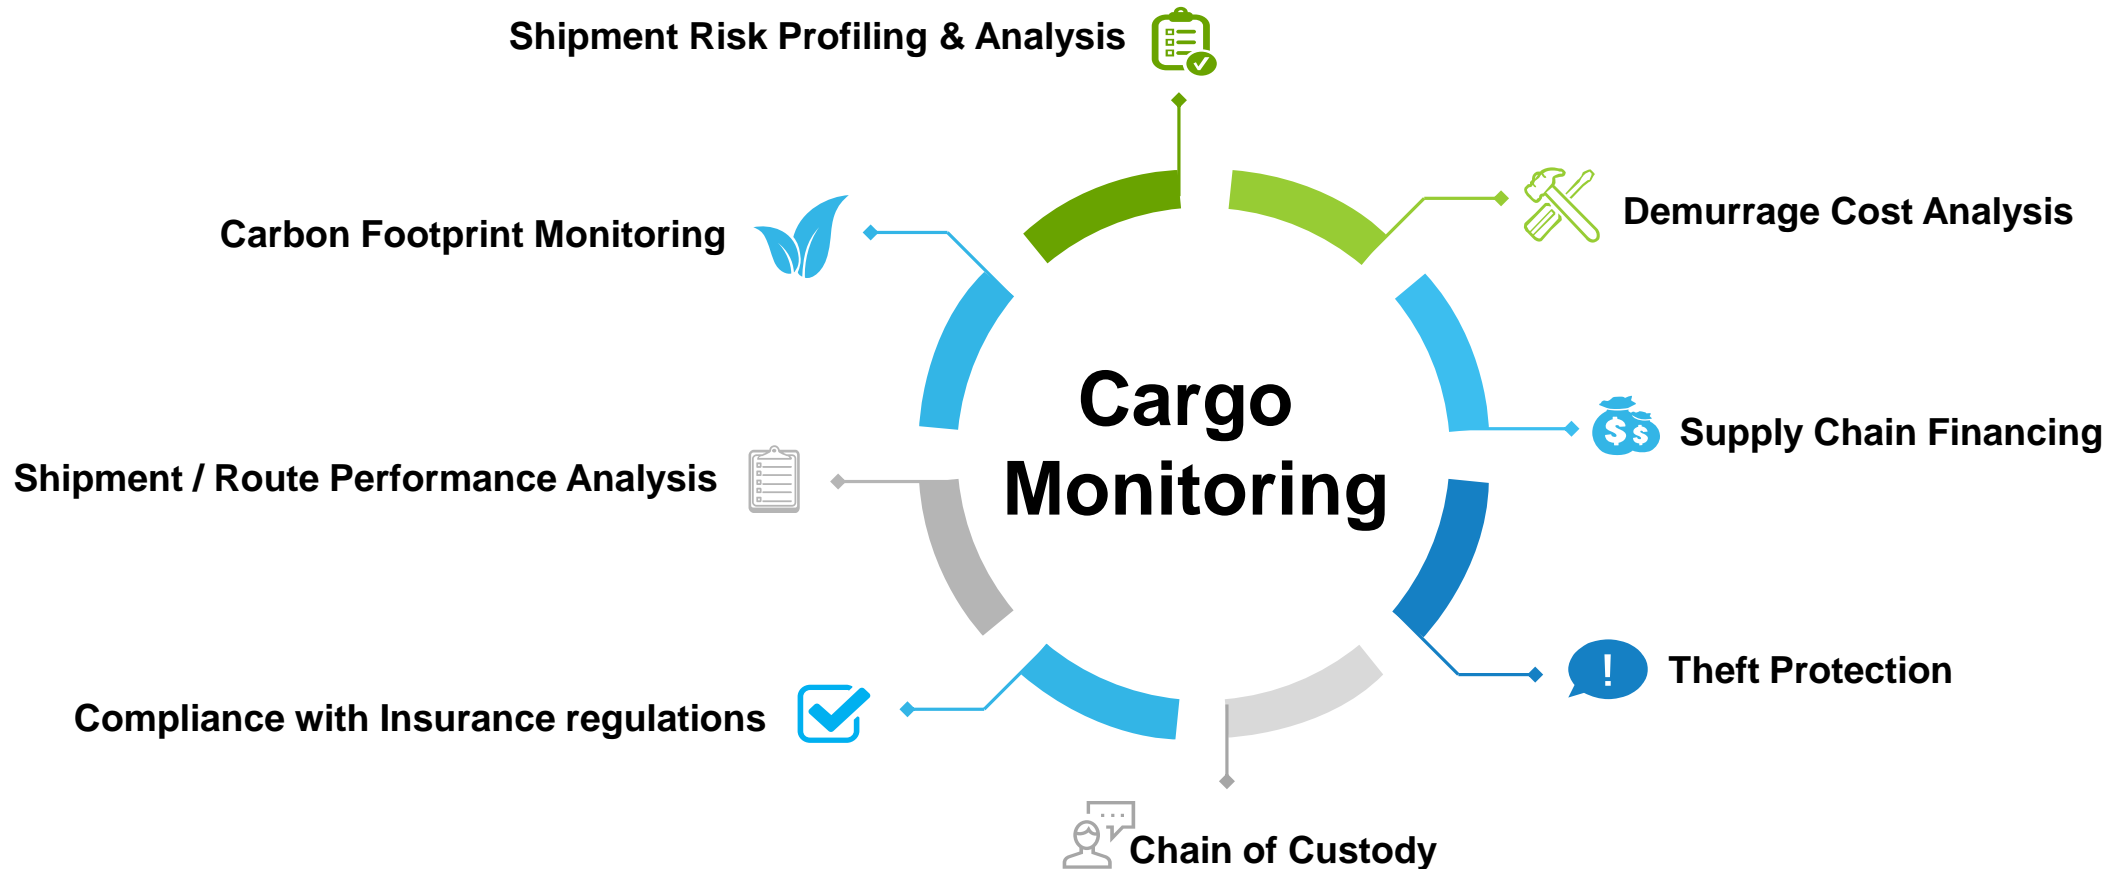 Shipment Risk Profiling & Analysis
Demurrage Cost Analysis
Carbon Footprint Monitoring
Cargo
Monitoring
Supply Chain Financing
Shipment / Route Performance Analysis
Theft Protection
Compliance with Insurance regulations
Chain of Custody